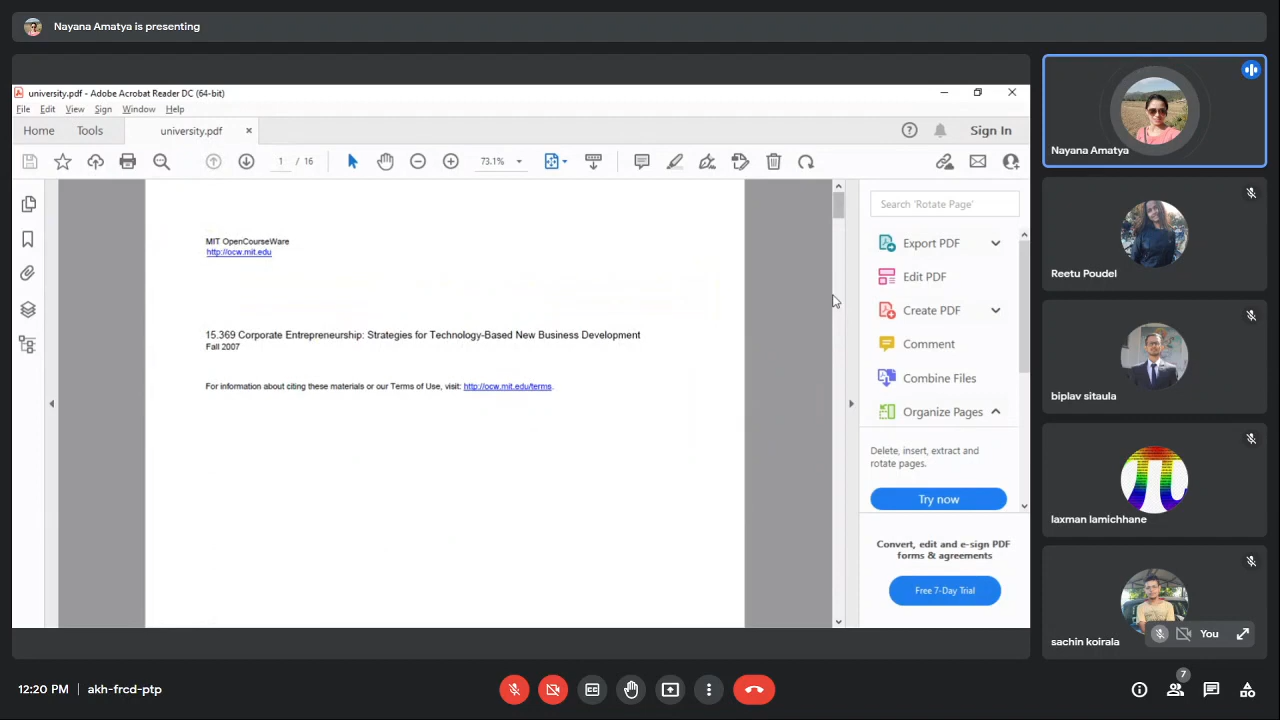 Nayana Amatya is presenting
university.pdf - Adobe Acrobat Reader DC (64-bit)
File Edit View Sign Window Help
Home Tools university.pdf × Sign In
1 / 16 73.1%
Search 'Rotate Page'
MIT OpenCourseWare
http://ocw.mit.edu
15.369 Corporate Entrepreneurship: Strategies for Technology-Based New Business Development
Fall 2007
For information about citing these materials or our Terms of Use, visit: http://ocw.mit.edu/terms.
Export PDF
Edit PDF
Create PDF
Comment
Combine Files
Organize Pages
Delete, insert, extract and
rotate pages.
Try now
Convert, edit and e-sign PDF
forms & agreements
Free 7-Day Trial
Nayana Amatya
Reetu Poudel
biplav sitaula
laxman lamichhane
sachin koirala
You
12:20 PM | akh-frcd-ptp
7